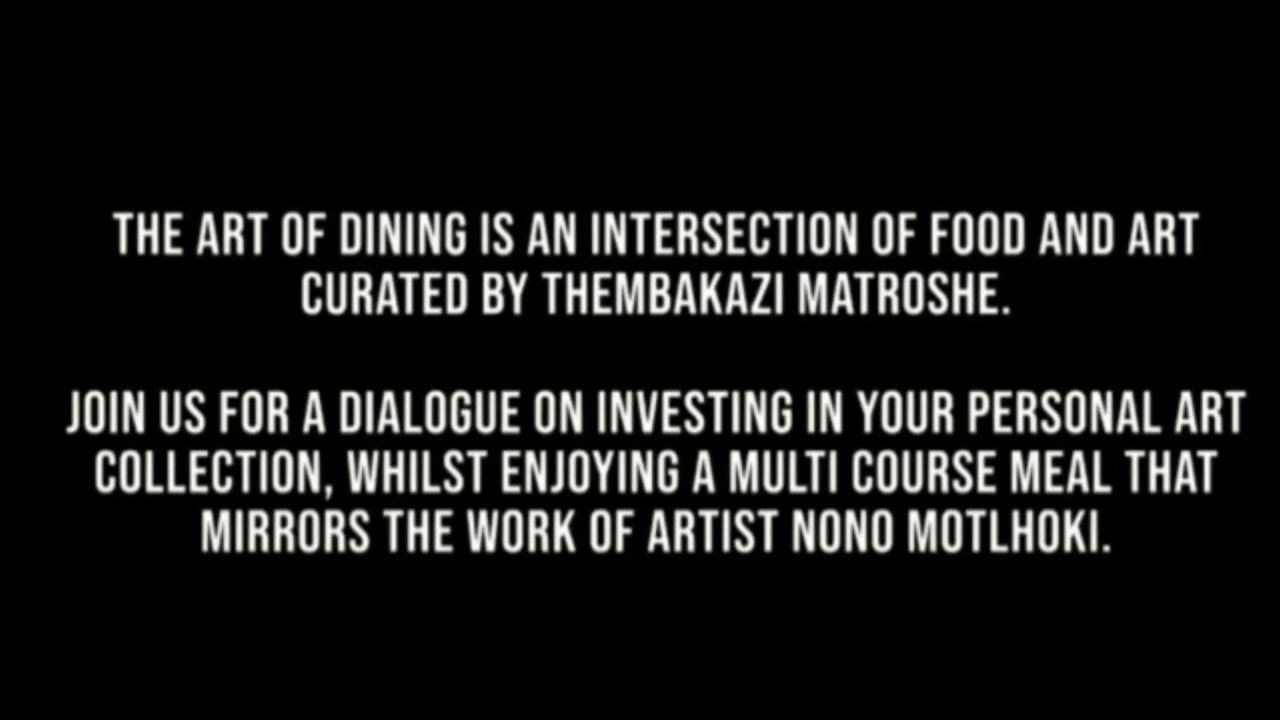 THE ART OF DINING IS AN INTERSECTION OF FOOD AND ART
CURATED BY THEMBAKAZI MATROSHE.
JOIN US FOR A DIALOGUE ON INVESTING IN YOUR PERSONAL ART
COLLECTION, WHILST ENJOYING A MULTI COURSE MEAL THAT
MIRRORS THE WORK OF ARTIST NONO MOTLHOKI.